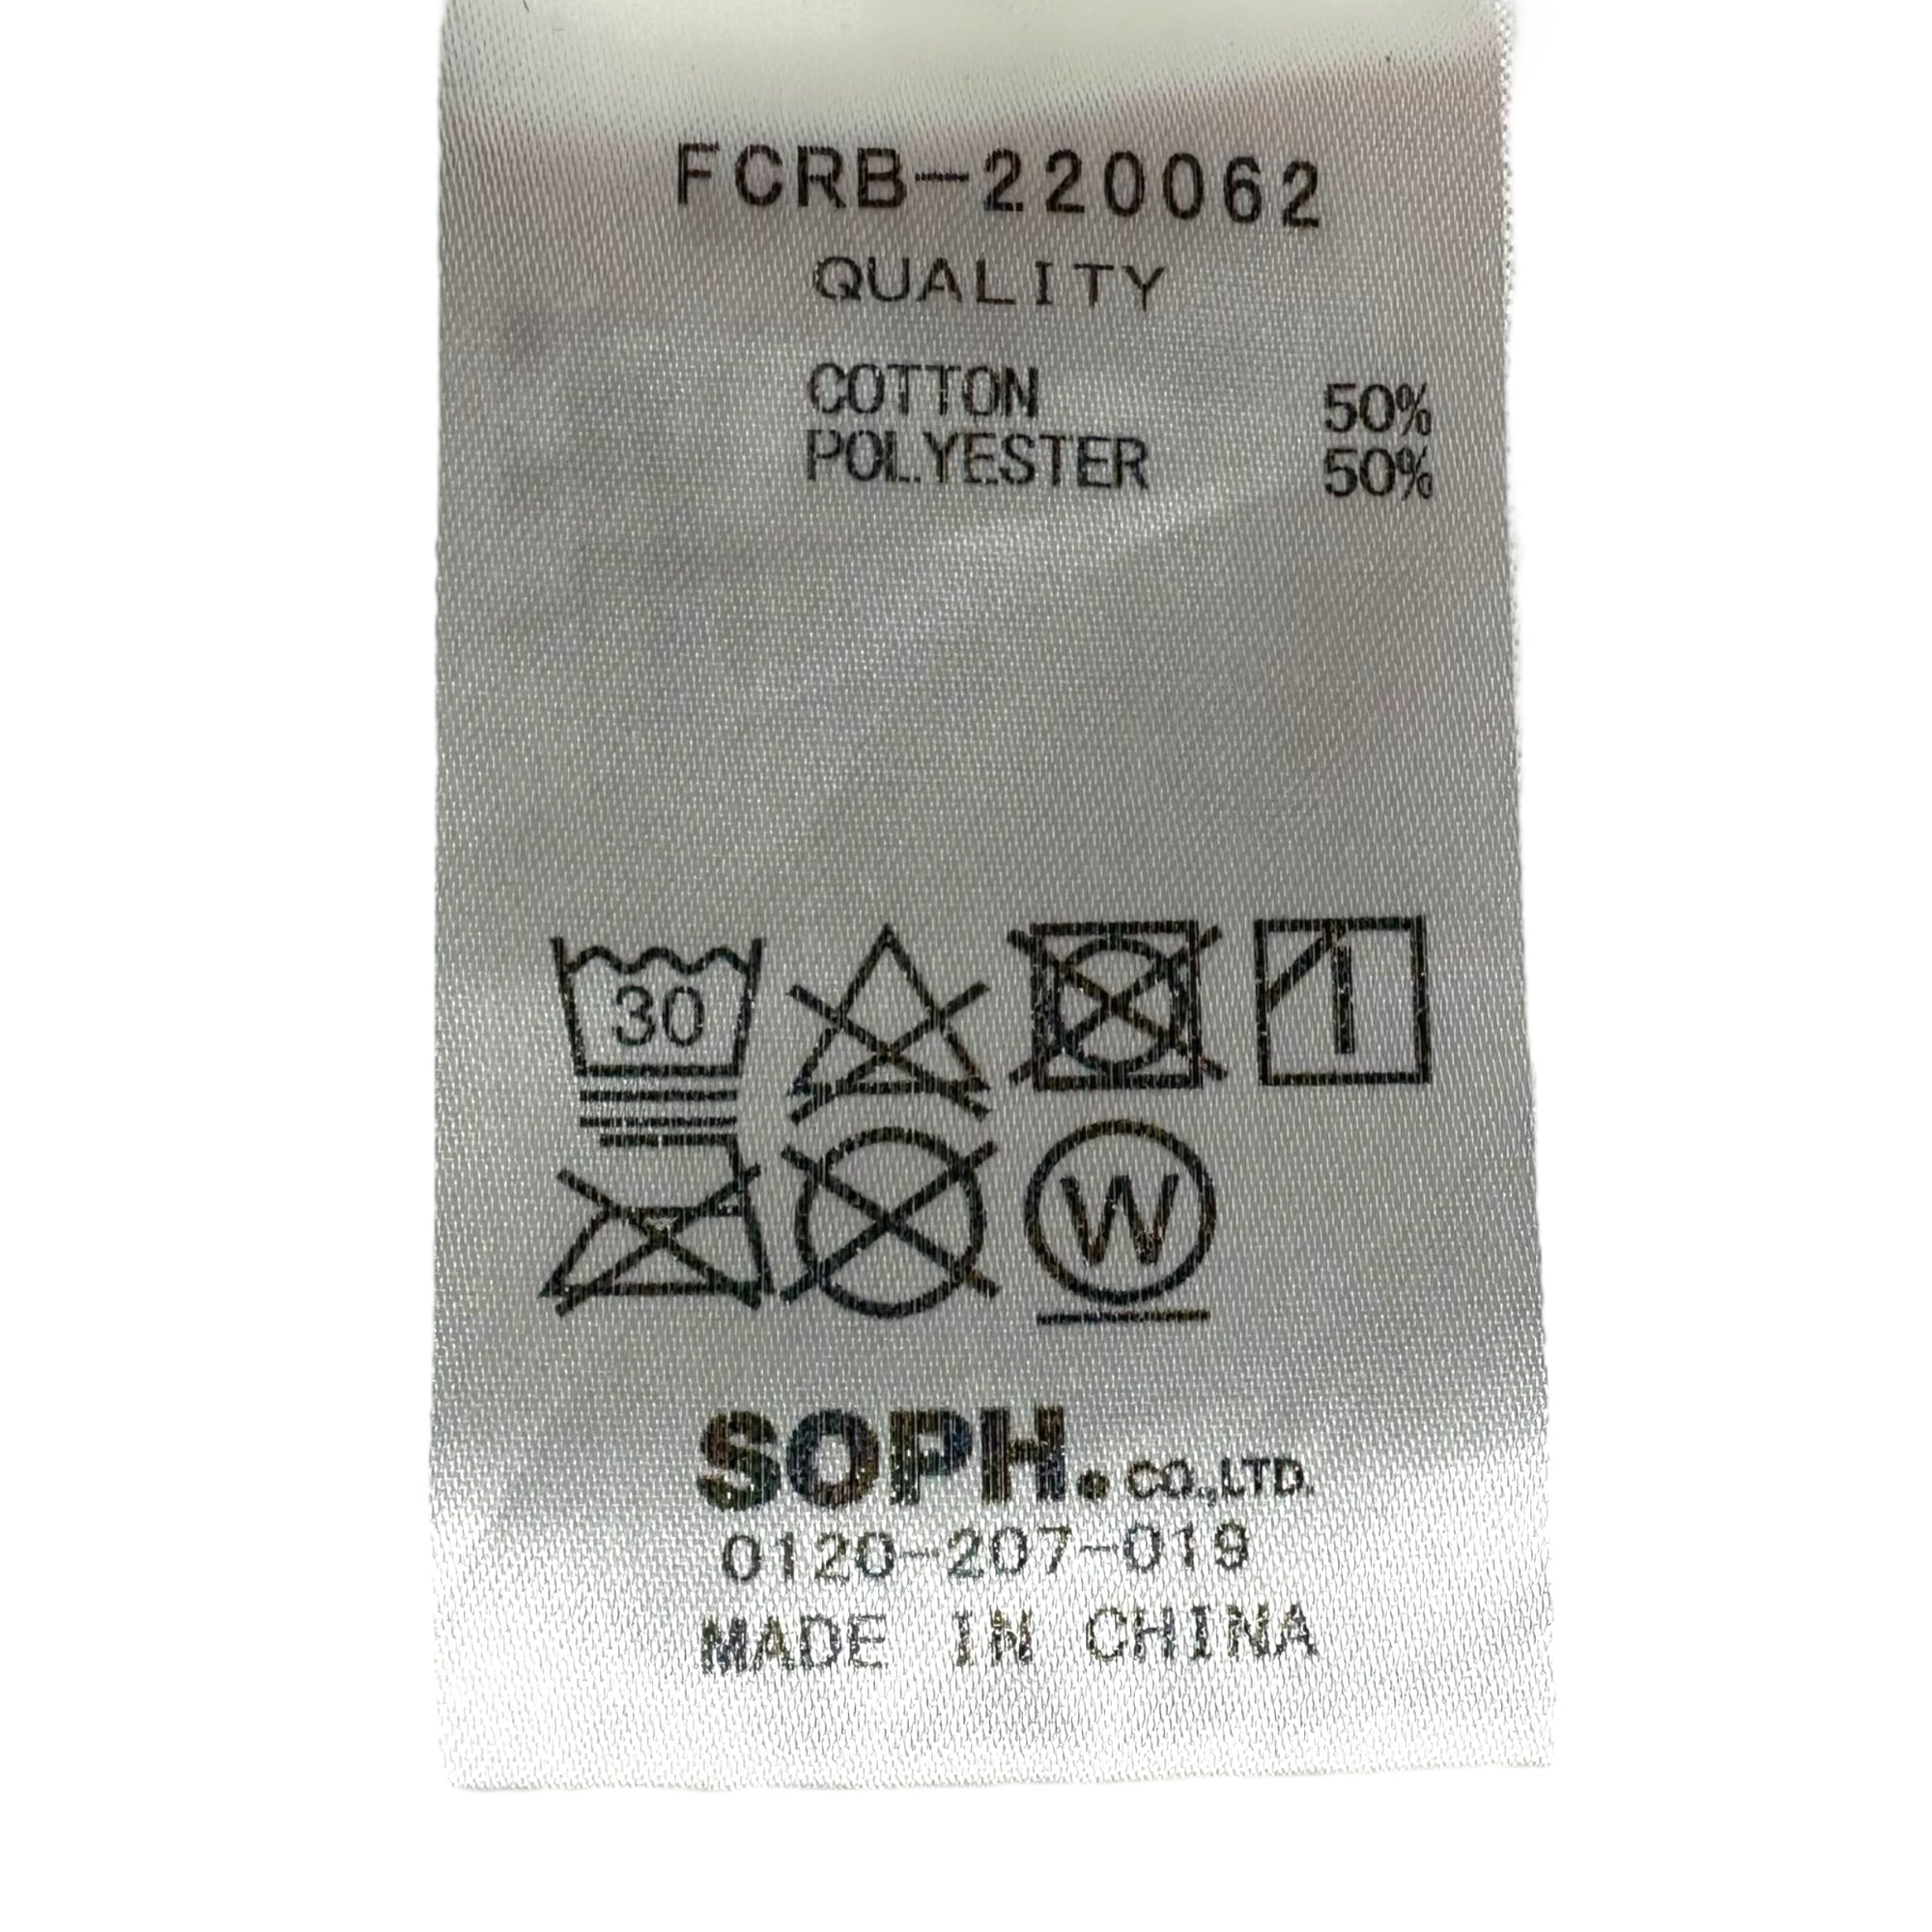 FCRB-220062
QUALITY
COTTON 50%
POLYESTER 50%
30
W
SOPH. CO.,LTD.
0120-207-019
MADE IN CHINA